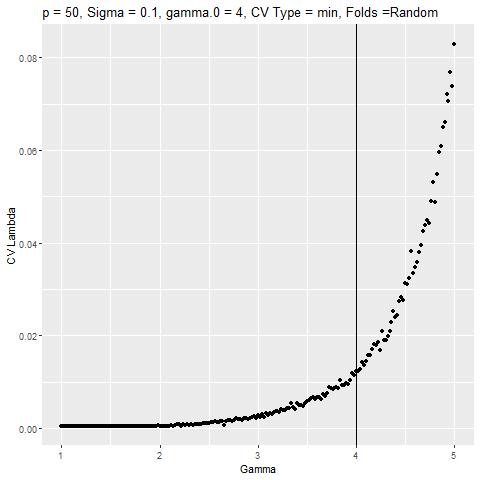 p = 50, Sigma = 0.1, gamma.0 = 4, CV Type = min, Folds =Random
0.08
0.06
0.04
0.02
0.00
CV Lambda
1 2 3 4 5
Gamma